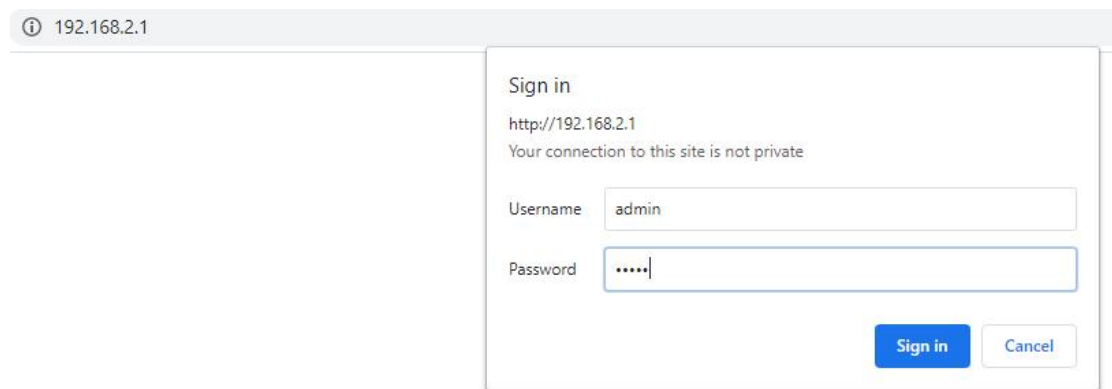 192.168.2.1
Sign in
http://192.168.2.1
Your connection to this site is not private
Username admin
Password •••••
Sign in Cancel